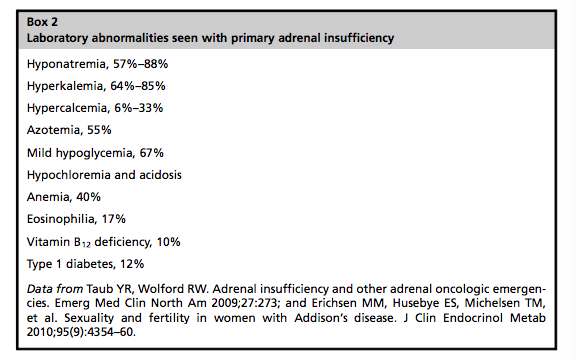 Box 2
Laboratory abnormalities seen with primary adrenal insufficiency
Hyponatremia, 57%–88%
Hyperkalemia, 64%–85%
Hypercalcemia, 6%–33%
Azotemia, 55%
Mild hypoglycemia, 67%
Hypochloremia and acidosis
Anemia, 40%
Eosinophilia, 17%
Vitamin B₁₂ deficiency, 10%
Type 1 diabetes, 12%
Data from Taub YR, Wolford RW. Adrenal insufficiency and other adrenal oncologic emergen-
cies. Emerg Med Clin North Am 2009;27:273; and Erichsen MM, Husebye ES, Michelsen TM,
et al. Sexuality and fertility in women with Addison's disease. J Clin Endocrinol Metab
2010;95(9):4354–60.